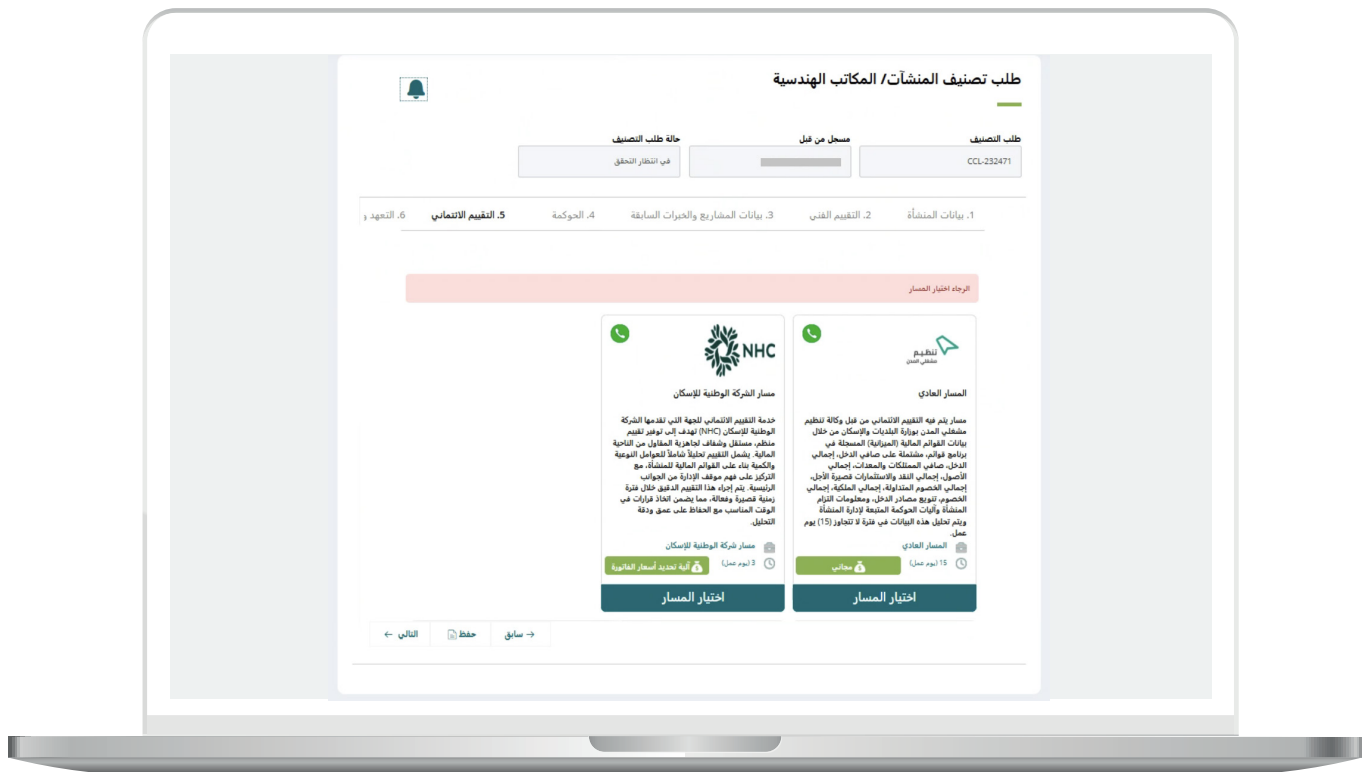 طلب تصنيف المنشآت/ المكاتب الهندسية
طلب التصنيف
مسجل من قبل
حالة طلب التصنيف
CCL-232471
في انتظار التحقق
1. بيانات المنشأة
2. التقييم الفني
3. بيانات المشاريع والخبرات السابقة
4. الحوكمة
5. التقييم الائتماني
6. التعهد و
الرجاء اختيار المسار
تنظيم
مشغلي المدن
المسار العادي
مسار يتم فيه التقييم الائتماني من قبل وكالة تنظيم
مشغلي المدن بوزارة البلديات والإسكان من خلال
بيانات القوائم المالية (الميزانية) المسجلة في
برنامج قوائم، مشتملة على صافي الدخل، إجمالي
الدخل، صافي الممتلكات والمعدات، إجمالي
الأصول، إجمالي النقد والاستثمارات قصيرة الأجل،
إجمالي الخصوم المتداولة، إجمالي الملكية، إجمالي
الخصوم، تنويع مصادر الدخل، ومعلومات التزام
المنشأة وآليات الحوكمة المتبعة لإدارة المنشأة
ويتم تحليل هذه البيانات في فترة لا تتجاوز (15) يوم
عمل.
المسار العادي
15 (يوم عمل)
مجاني
اختيار المسار
NHC
مسار الشركة الوطنية للإسكان
خدمة التقييم الائتماني للجهة التي تقدمها الشركة
الوطنية للإسكان (NHC) تهدف إلى توفير تقييم
منظم، مستقل وشفاف لجاهزية المقاول من الناحية
المالية. يشمل التقييم تحليلاً شاملاً للعوامل النوعية
والكمية بناء على القوائم المالية للمنشأة، مع
التركيز على فهم موقف الإدارة من الجوانب
الرئيسية. يتم إجراء هذا التقييم الدقيق خلال فترة
زمنية قصيرة وفعالة، مما يضمن اتخاذ قرارات في
الوقت المناسب مع الحفاظ على عمق ودقة
التحليل.
مسار شركة الوطنية للإسكان
3 (يوم عمل)
آلية تحديد أسعار الفاتورة
اختيار المسار
سابق
حفظ
التالي